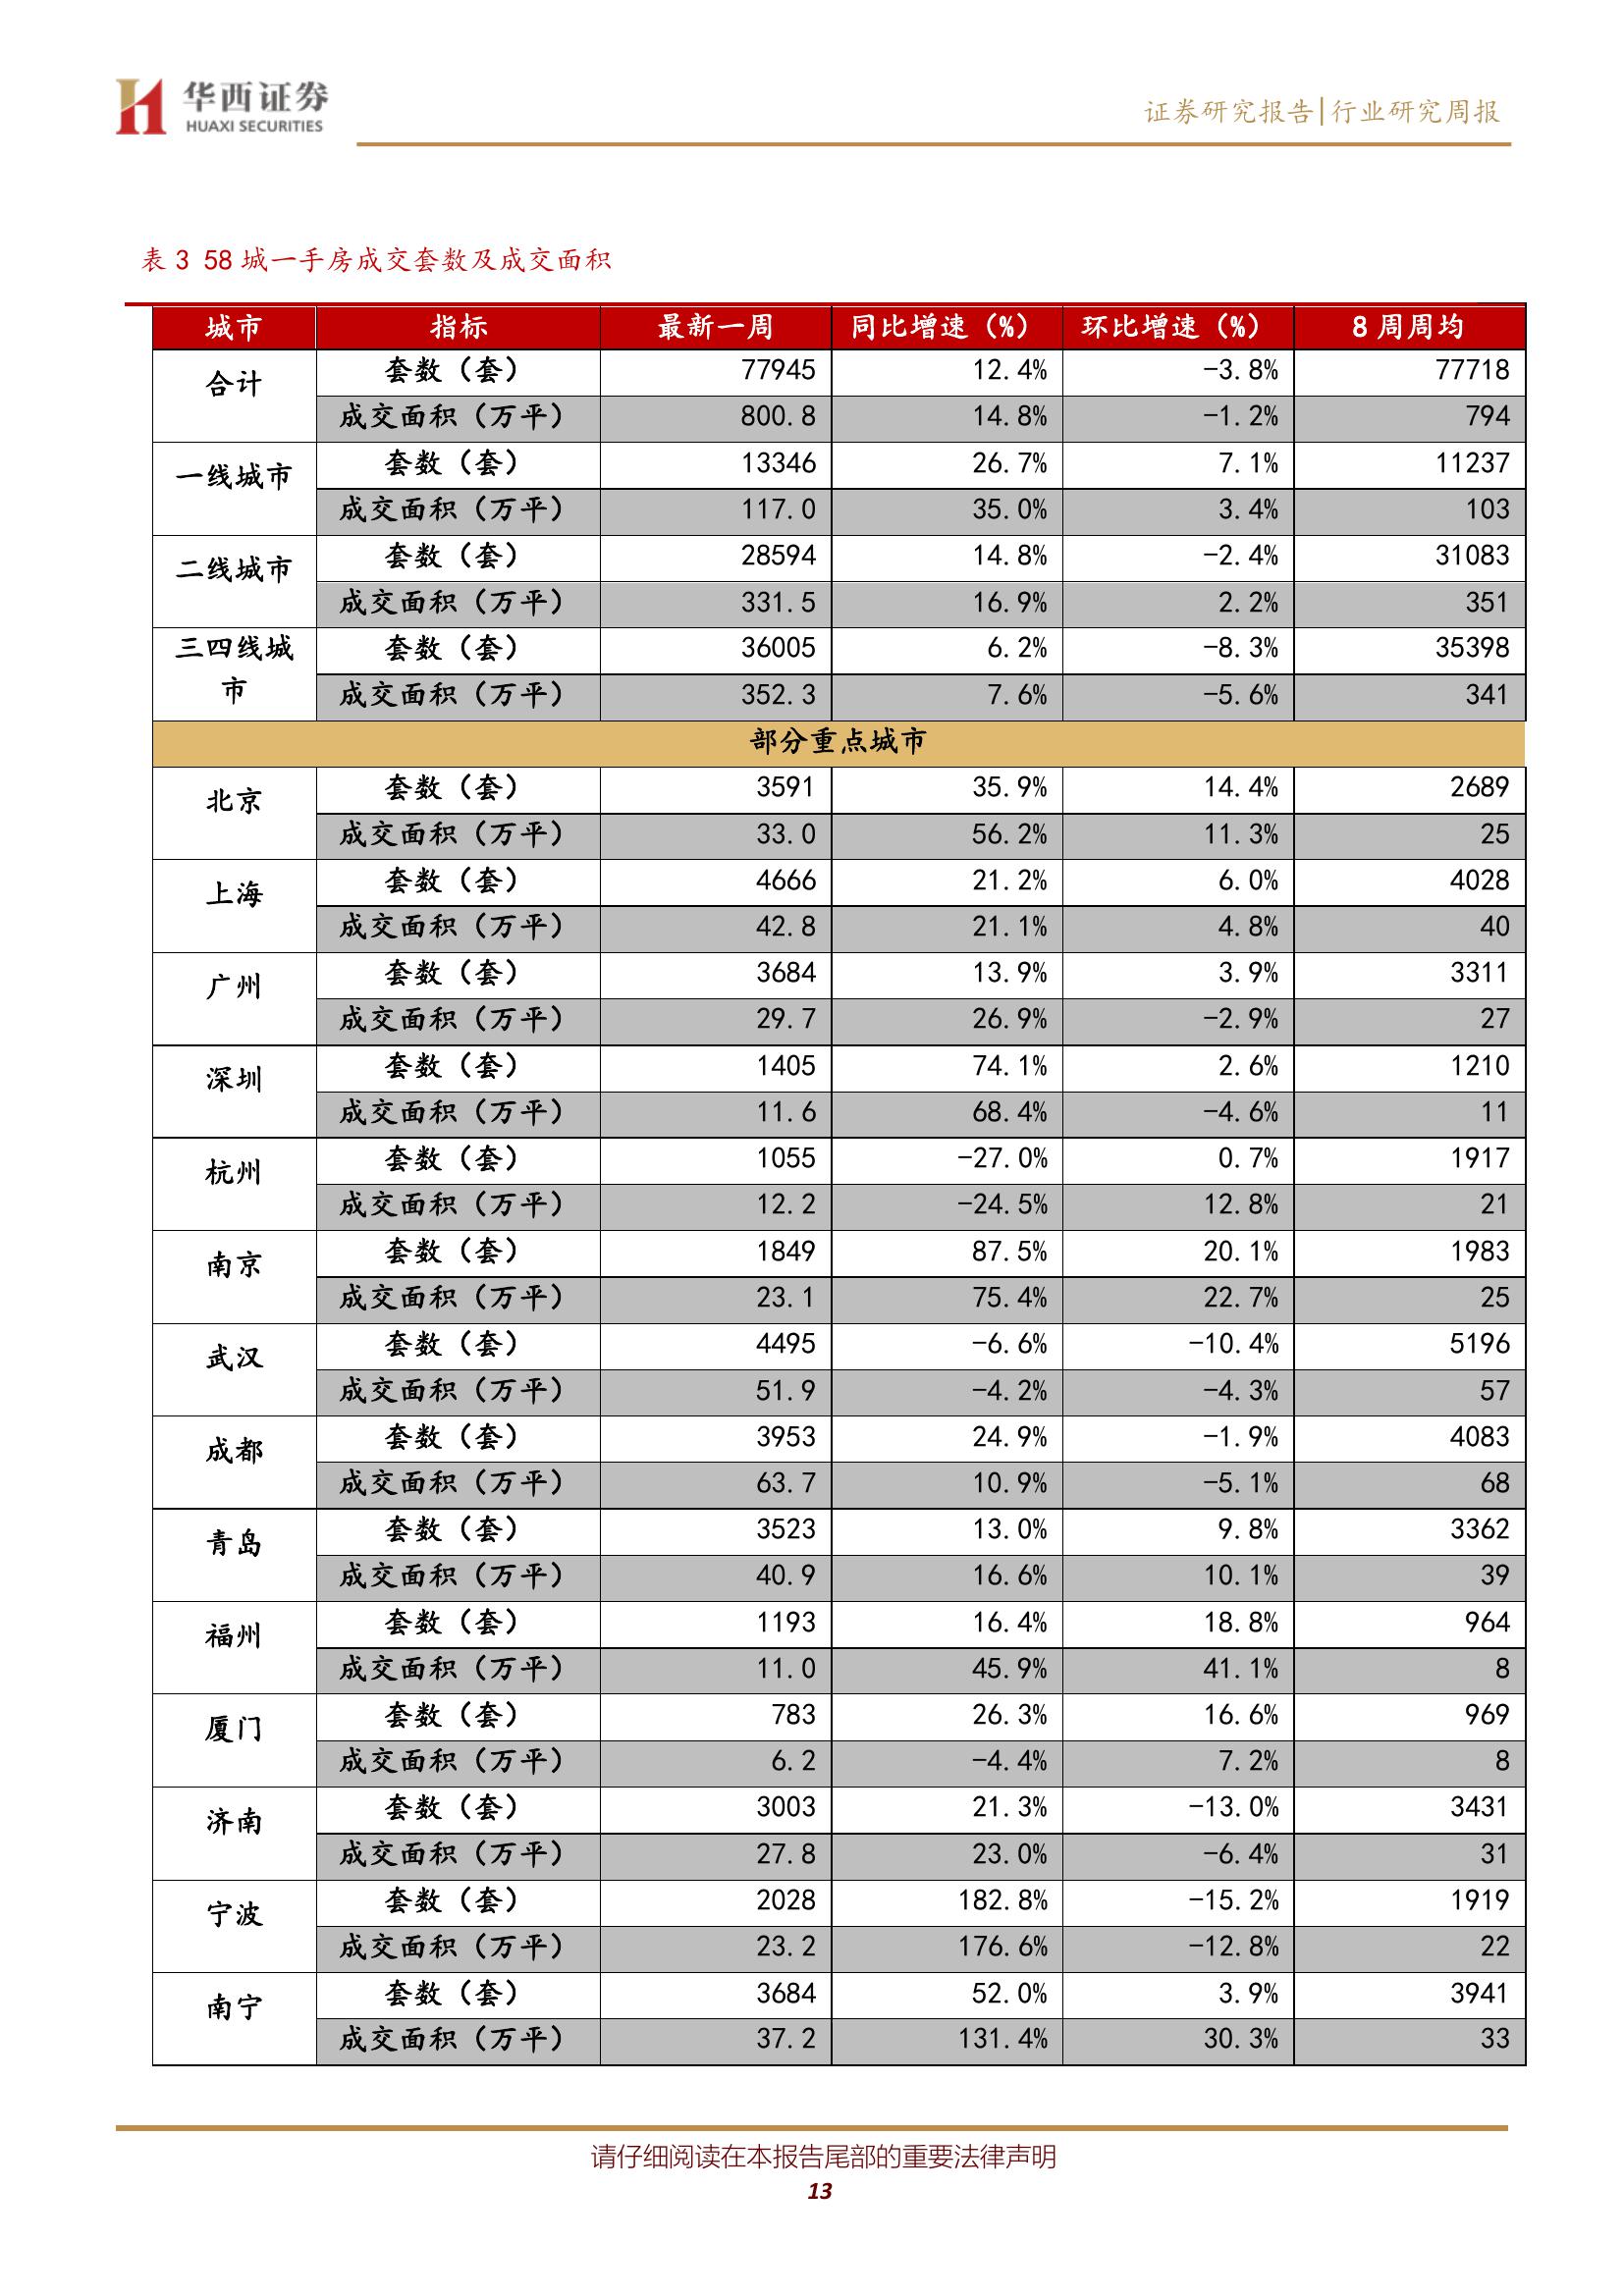 华西证券
HUAXI SECURITIES
证券研究报告|行业研究周报
表 3 58 城一手房成交套数及成交面积
城市 指标 最新一周 同比增速（%） 环比增速（%） 8 周周均
合计 套数（套） 77945 12.4% -3.8% 77718
成交面积（万平） 800.8 14.8% -1.2% 794
一线城市 套数（套） 13346 26.7% 7.1% 11237
成交面积（万平） 117.0 35.0% 3.4% 103
二线城市 套数（套） 28594 14.8% -2.4% 31083
成交面积（万平） 331.5 16.9% 2.2% 351
三四线城市 套数（套） 36005 6.2% -8.3% 35398
成交面积（万平） 352.3 7.6% -5.6% 341
部分重点城市
北京 套数（套） 3591 35.9% 14.4% 2689
成交面积（万平） 33.0 56.2% 11.3% 25
上海 套数（套） 4666 21.2% 6.0% 4028
成交面积（万平） 42.8 21.1% 4.8% 40
广州 套数（套） 3684 13.9% 3.9% 3311
成交面积（万平） 29.7 26.9% -2.9% 27
深圳 套数（套） 1405 74.1% 2.6% 1210
成交面积（万平） 11.6 68.4% -4.6% 11
杭州 套数（套） 1055 -27.0% 0.7% 1917
成交面积（万平） 12.2 -24.5% 12.8% 21
南京 套数（套） 1849 87.5% 20.1% 1983
成交面积（万平） 23.1 75.4% 22.7% 25
武汉 套数（套） 4495 -6.6% -10.4% 5196
成交面积（万平） 51.9 -4.2% -4.3% 57
成都 套数（套） 3953 24.9% -1.9% 4083
成交面积（万平） 63.7 10.9% -5.1% 68
青岛 套数（套） 3523 13.0% 9.8% 3362
成交面积（万平） 40.9 16.6% 10.1% 39
福州 套数（套） 1193 16.4% 18.8% 964
成交面积（万平） 11.0 45.9% 41.1% 8
厦门 套数（套） 783 26.3% 16.6% 969
成交面积（万平） 6.2 -4.4% 7.2% 8
济南 套数（套） 3003 21.3% -13.0% 3431
成交面积（万平） 27.8 23.0% -6.4% 31
宁波 套数（套） 2028 182.8% -15.2% 1919
成交面积（万平） 23.2 176.6% -12.8% 22
南宁 套数（套） 3684 52.0% 3.9% 3941
成交面积（万平） 37.2 131.4% 30.3% 33
请仔细阅读在本报告尾部的重要法律声明
13